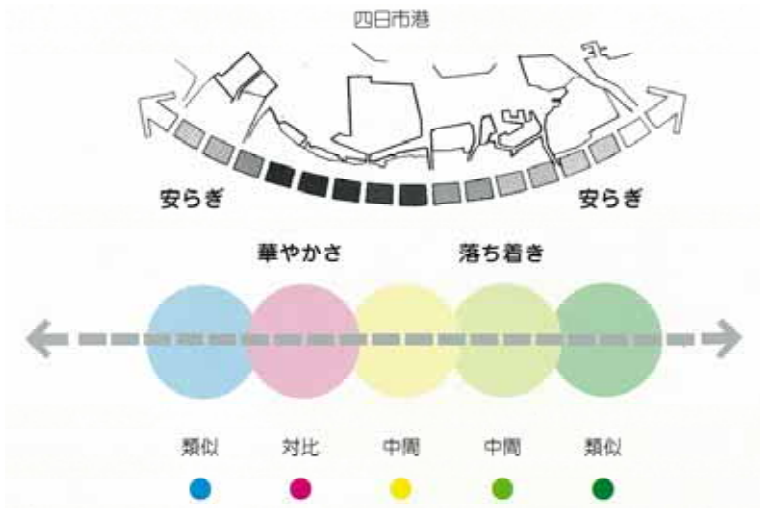 四日市港
安らぎ 安らぎ
華やかさ 落ち着き
類似 対比 中間 中間 類似